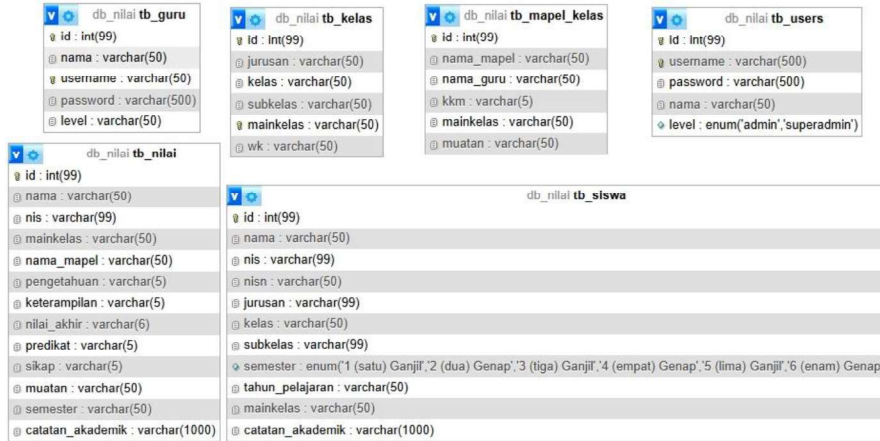 db_nilai tb_guru
id : int(99)
nama : varchar(50)
username : varchar(50)
password : varchar(500)
level : varchar(50)
db_nilai tb_kelas
id : int(99)
jurusan : varchar(50)
kelas : varchar(50)
subkelas : varchar(50)
mainkelas : varchar(50)
wk : varchar(50)
db_nilai tb_mapel_kelas
id : int(99)
nama_mapel : varchar(50)
nama_guru : varchar(50)
kkm : varchar(5)
mainkelas : varchar(50)
muatan : varchar(50)
db_nilai tb_users
id : int(99)
username : varchar(500)
password : varchar(500)
nama : varchar(50)
level : enum('admin','superadmin')
db_nilai tb_nilai
id : int(99)
nama : varchar(50)
nis : varchar(99)
mainkelas : varchar(50)
nama_mapel : varchar(50)
pengetahuan : varchar(5)
keterampilan : varchar(5)
nilai_akhir : varchar(6)
predikat : varchar(5)
sikap : varchar(5)
muatan : varchar(50)
semester : varchar(50)
catatan_akademik : varchar(1000)
db_nilai tb_siswa
id : int(99)
nama : varchar(50)
nis : varchar(99)
nisn : varchar(50)
jurusan : varchar(99)
kelas : varchar(50)
subkelas : varchar(99)
semester : enum('1 (satu) Ganjil','2 (dua) Genap','3 (tiga) Ganjil','4 (empat) Genap','5 (lima) Ganjil','6 (enam) Genap
tahun_pelajaran : varchar(50)
mainkelas : varchar(50)
catatan_akademik : varchar(1000)